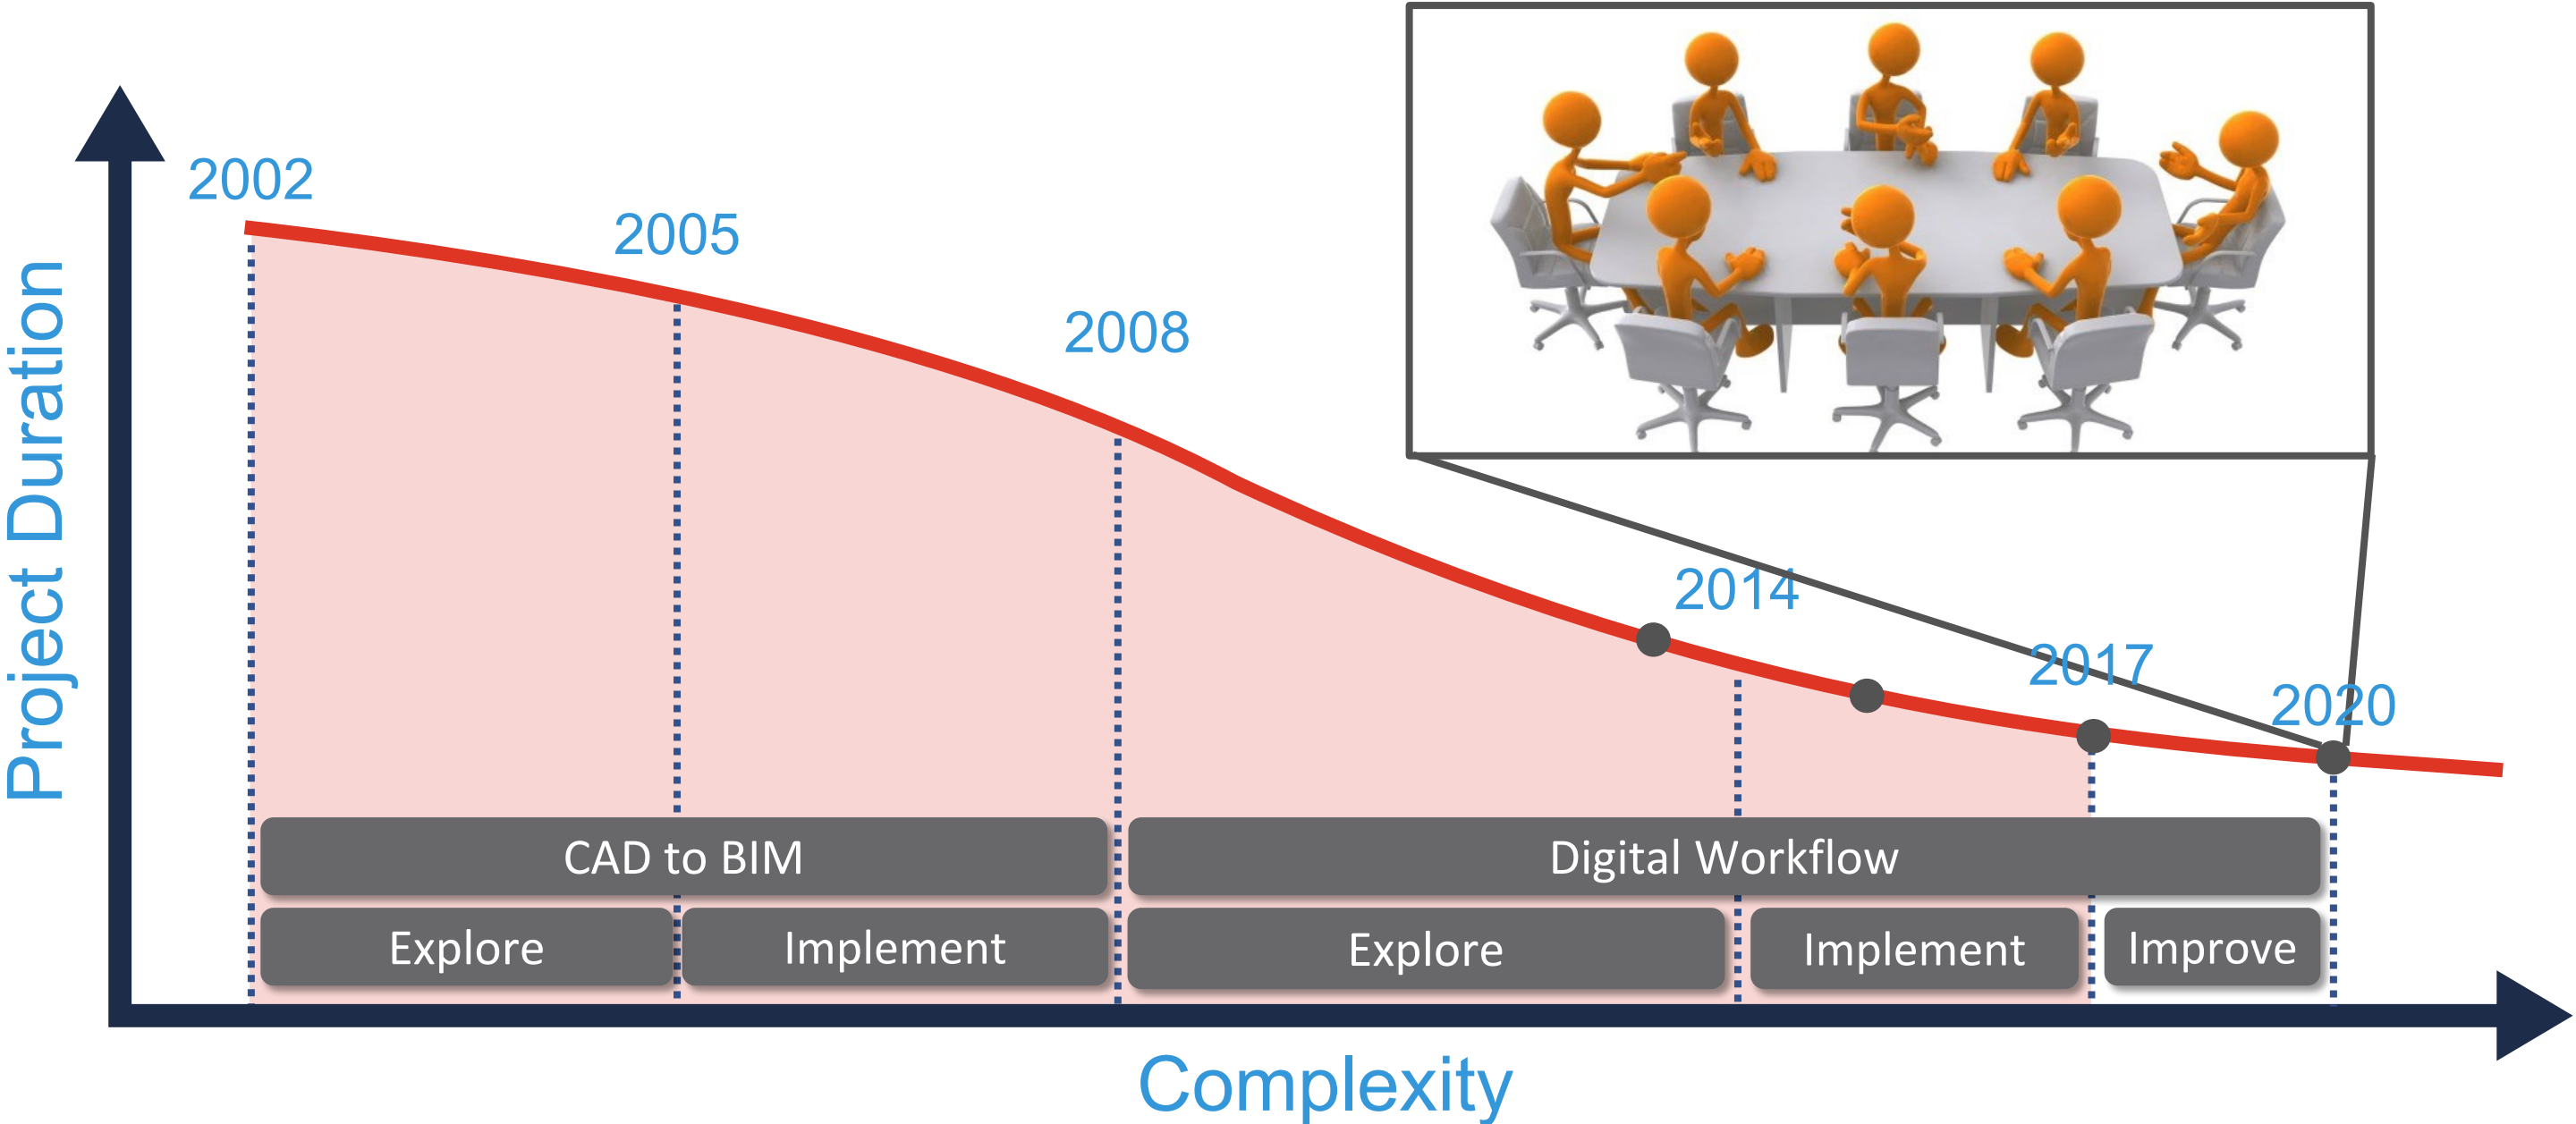 2002
2005
2008
2014
2017
2020
Project Duration
CAD to BIM
Digital Workflow
Explore
Implement
Explore
Implement
Improve
Complexity